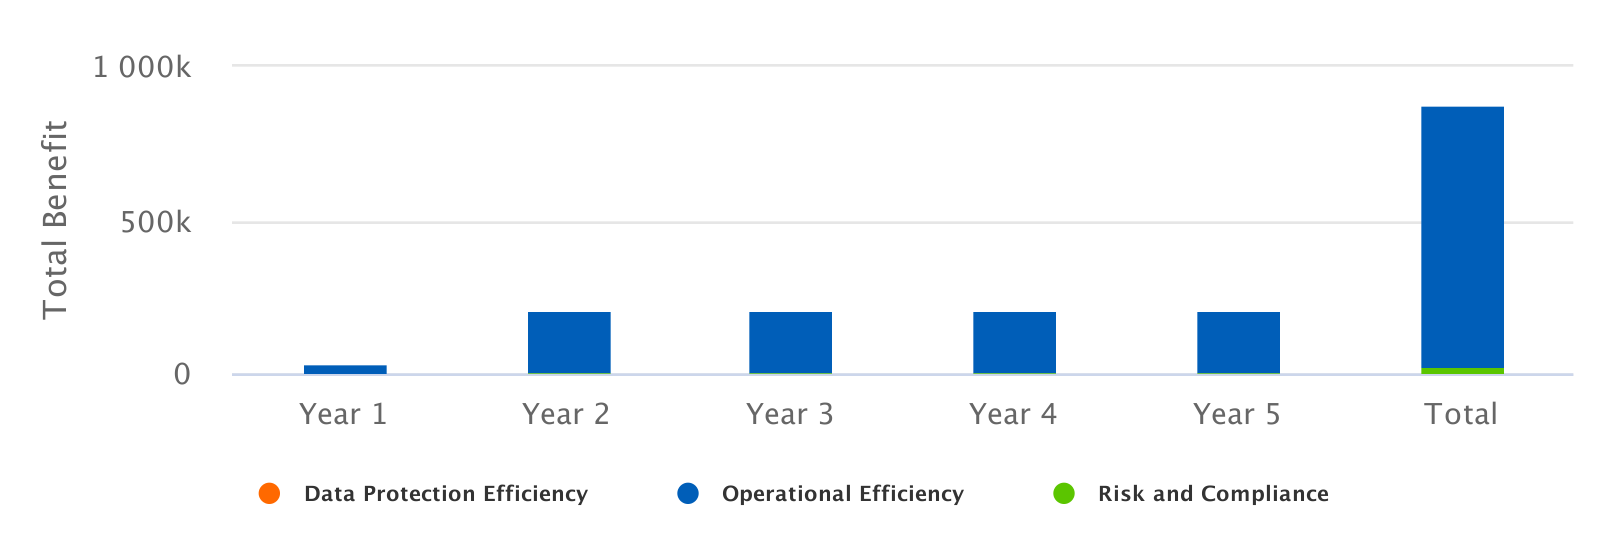 1 000k
500k
0
Total Benefit
Year 1 Year 2 Year 3 Year 4 Year 5 Total
Data Protection Efficiency Operational Efficiency Risk and Compliance